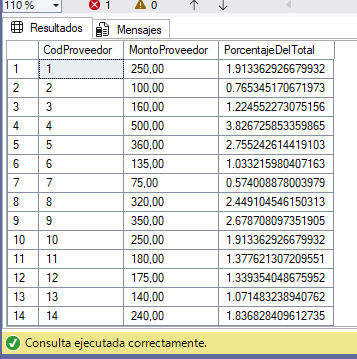 110 % 1 0
Resultados Mensajes
CodProveedor MontoProveedor PorcentajeDelTotal
1 1 250,00 1.913362926679932
2 2 100,00 0.765345170671973
3 3 160,00 1.224552273075156
4 4 500,00 3.826725853359865
5 5 360,00 2.755242614419103
6 6 135,00 1.033215980407163
7 7 75,00 0.574008878003979
8 8 320,00 2.449104546150313
9 9 350,00 2.678708097351905
10 10 250,00 1.913362926679932
11 11 180,00 1.377621307209551
12 12 175,00 1.339354048675952
13 13 140,00 1.071483238940762
14 14 240,00 1.836828409612735
Consulta ejecutada correctamente.